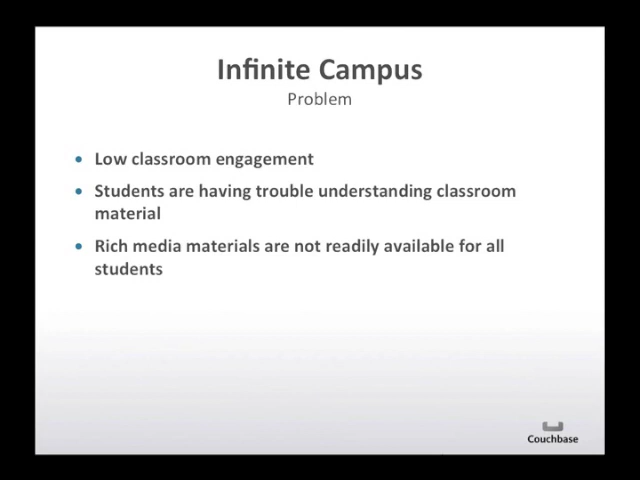 Infinite Campus
Problem
• Low classroom engagement
• Students are having trouble understanding classroom
material
• Rich media materials are not readily available for all
students
Couchbase